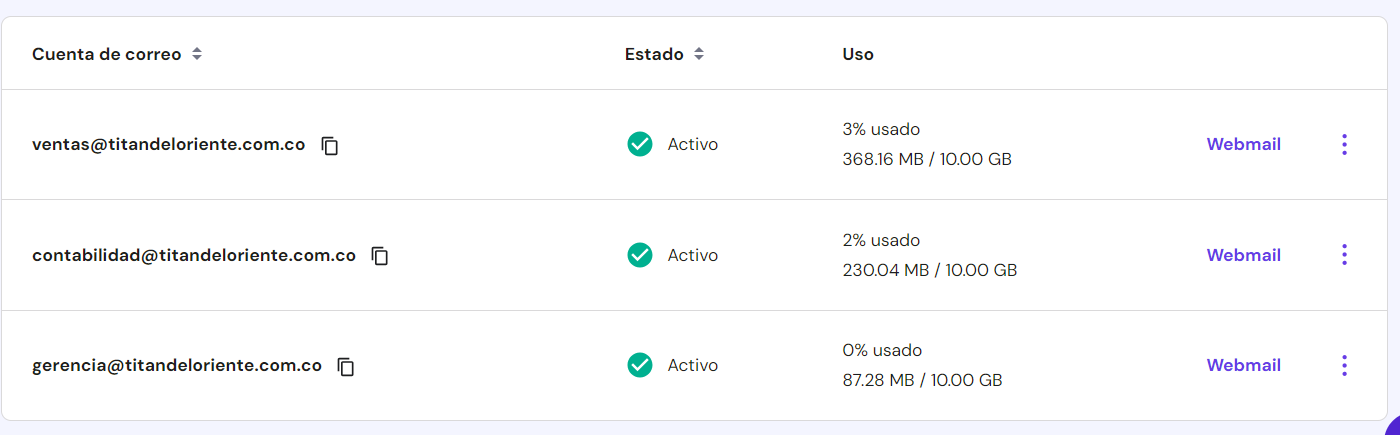 Cuenta de correo Estado Uso
ventas@titandeloriente.com.co Activo 3% usado Webmail
368.16 MB / 10.00 GB
contabilidad@titandeloriente.com.co Activo 2% usado Webmail
230.04 MB / 10.00 GB
gerencia@titandeloriente.com.co Activo 0% usado Webmail
87.28 MB / 10.00 GB